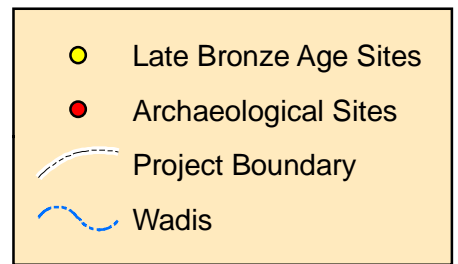 Late Bronze Age Sites
Archaeological Sites
Project Boundary
Wadis